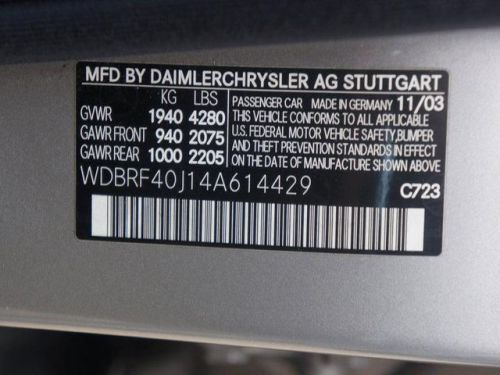 MFD BY DAIMLERCHRYSLER AG STUTTGART
KG LBS
GVWR 1940 4280
GAWR FRONT 940 2075
GAWR REAR 1000 2205
PASSENGER CAR MADE IN GERMANY 11/03
THIS VEHICLE CONFORMS TO ALL APPLICABLE
U.S. FEDERAL MOTOR VEHICLE SAFETY, BUMPER
AND THEFT PREVENTION STANDARDS IN EFFECT
ON THE DATE OF MANUFACTURE SHOWN ABOVE
WDBRF40J14A614429
C723